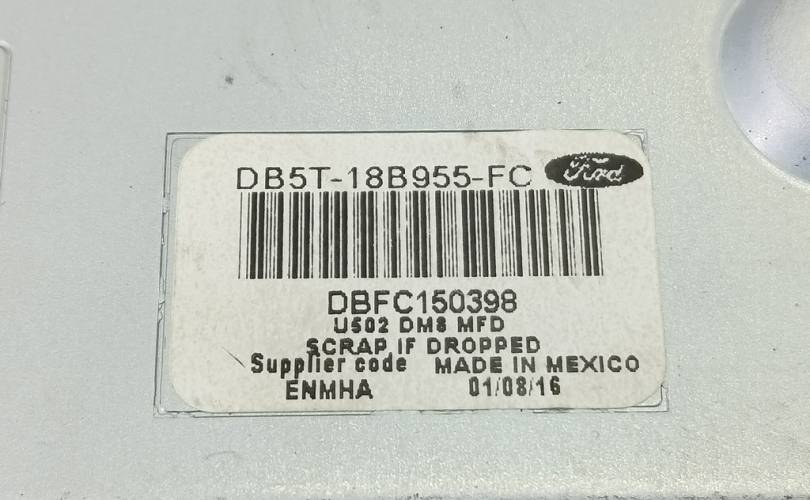 DB5T-18B955-FC Ford
DBFC150398
U502 DM8 MFD
SCRAP IF DROPPED
Supplier code MADE IN MEXICO
ENMHA 01/08/16